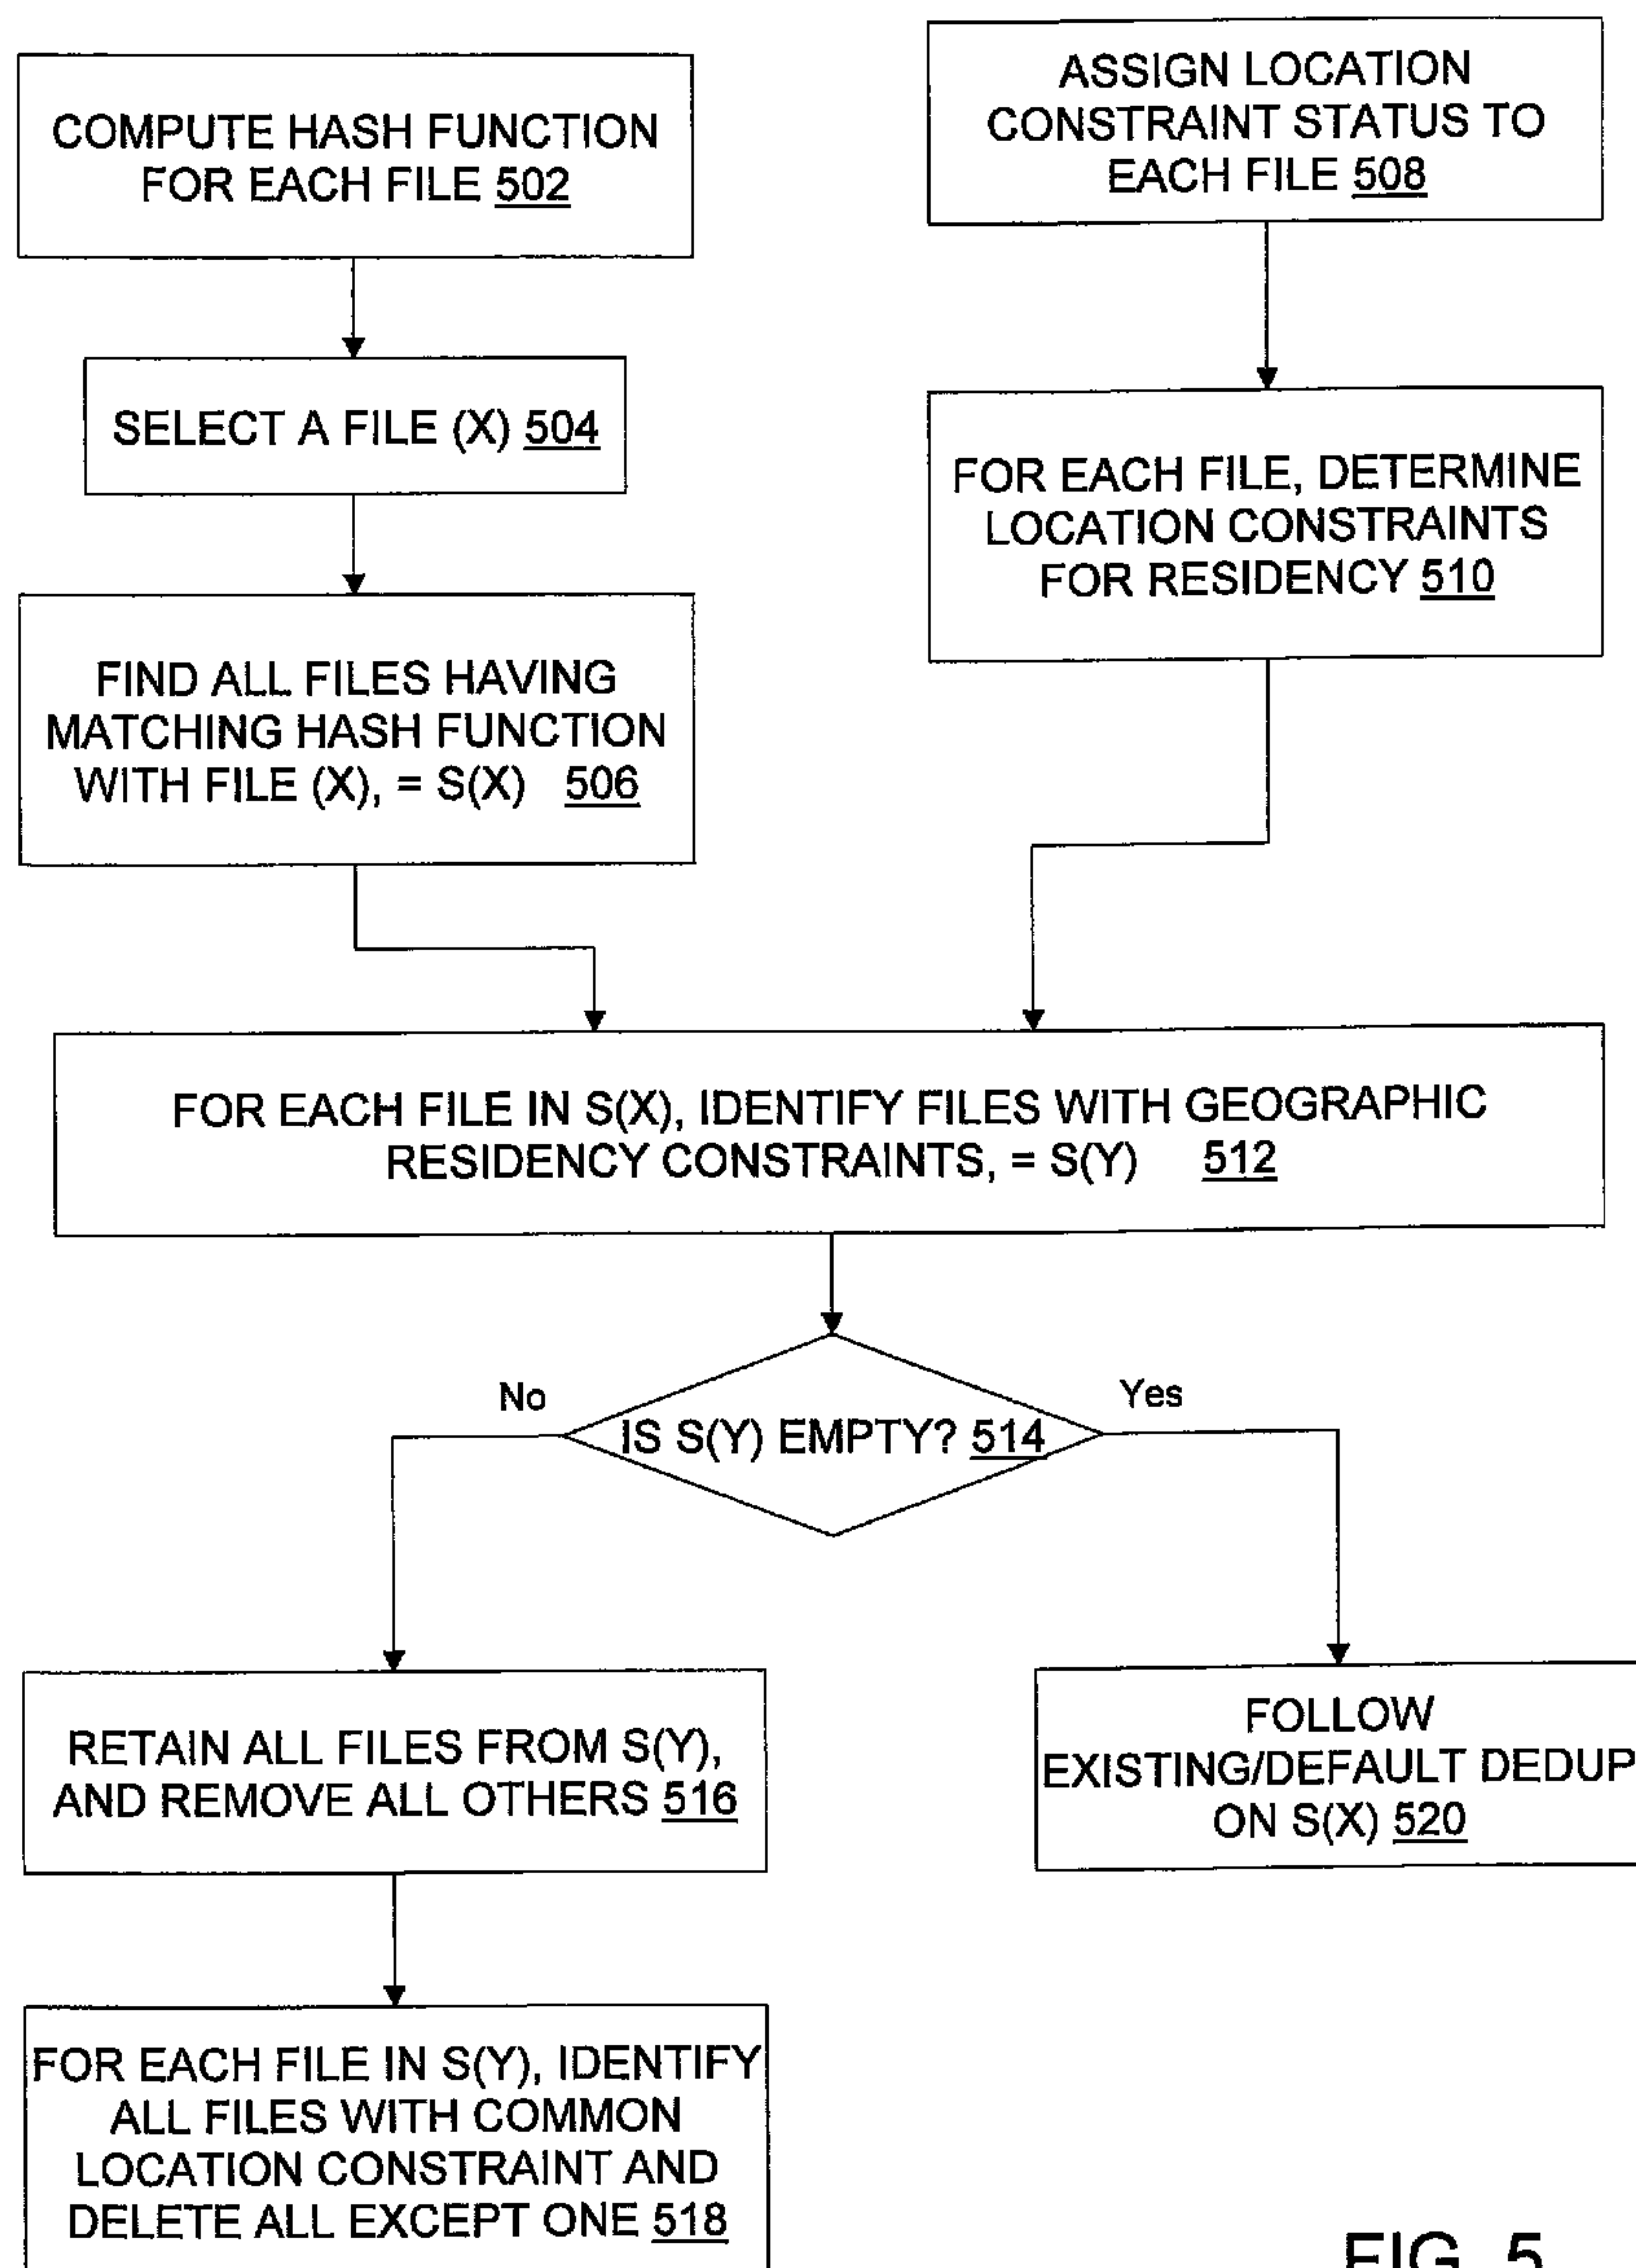 COMPUTE HASH FUNCTION
FOR EACH FILE 502
SELECT A FILE (X) 504
FIND ALL FILES HAVING
MATCHING HASH FUNCTION
WITH FILE (X), = S(X) 506
ASSIGN LOCATION
CONSTRAINT STATUS TO
EACH FILE 508
FOR EACH FILE, DETERMINE
LOCATION CONSTRAINTS
FOR RESIDENCY 510
FOR EACH FILE IN S(X), IDENTIFY FILES WITH GEOGRAPHIC
RESIDENCY CONSTRAINTS, = S(Y) 512
IS S(Y) EMPTY? 514
No
Yes
RETAIN ALL FILES FROM S(Y),
AND REMOVE ALL OTHERS 516
FOR EACH FILE IN S(Y), IDENTIFY
ALL FILES WITH COMMON
LOCATION CONSTRAINT AND
DELETE ALL EXCEPT ONE 518
FOLLOW
EXISTING/DEFAULT DEDUP
ON S(X) 520
FIG. 5